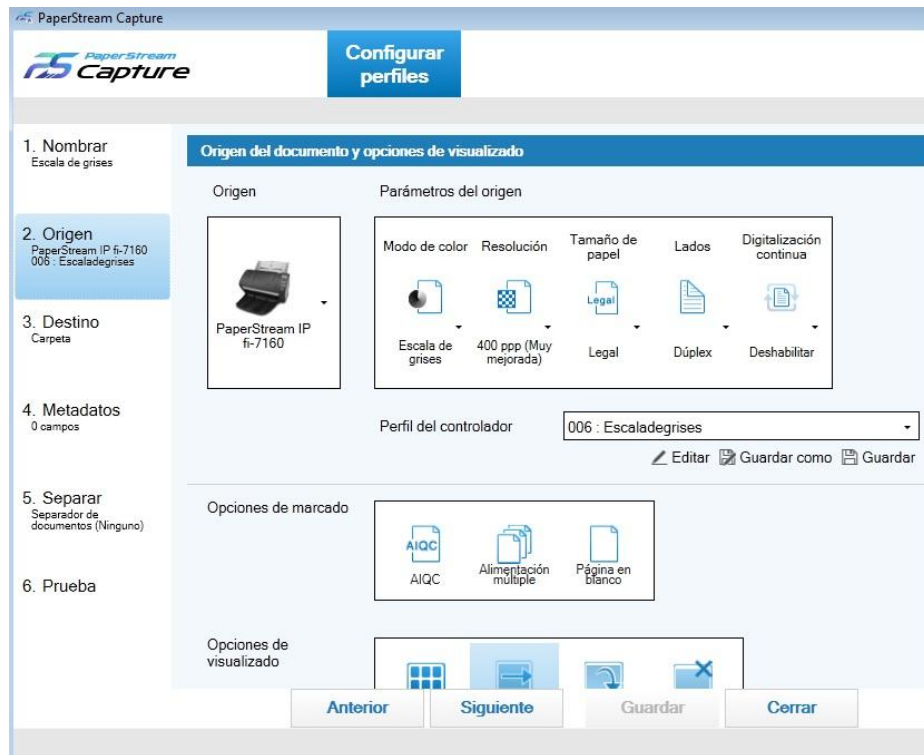 PaperStream Capture
PaperStream
Capture
Configurar
perfiles
1. Nombrar
Escala de grises
2. Origen
PaperStream IP fi-7160
006 : Escaladegrises
3. Destino
Carpeta
4. Metadatos
0 campos
5. Separar
Separador de
documentos (Ninguno)
6. Prueba
Origen del documento y opciones de visualizado
Origen
PaperStream IP
fi-7160
Parámetros del origen
Modo de color
Escala de
grises
Resolución
400 ppp (Muy
mejorada)
Tamaño de
papel
Legal
Legal
Lados
Dúplex
Digitalización
continua
Deshabilitar
Perfil del controlador
006 : Escaladegrises
Editar
Guardar como
Guardar
Opciones de marcado
AIQC
AIQC
Alimentación
múltiple
Página en
blanco
Opciones de
visualizado
Anterior
Siguiente
Guardar
Cerrar